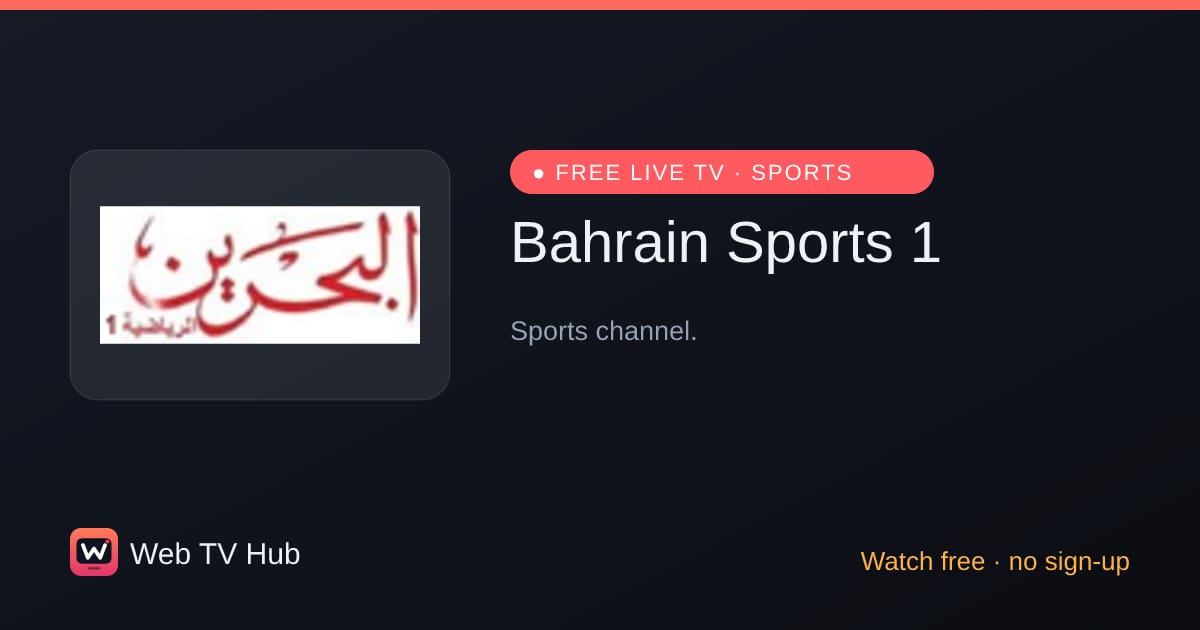 البحرين
الرياضية 1
• FREE LIVE TV · SPORTS
Bahrain Sports 1
Sports channel.
W
Web TV Hub
Watch free · no sign-up